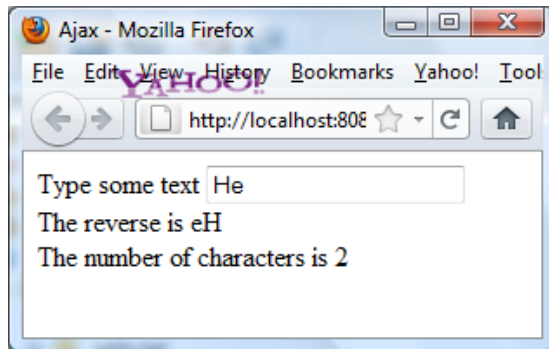 Ajax - Mozilla Firefox
File Edit View History Bookmarks Yahoo! Tool
YAHOO!
http://localhost:808
Type some text He
The reverse is eH
The number of characters is 2